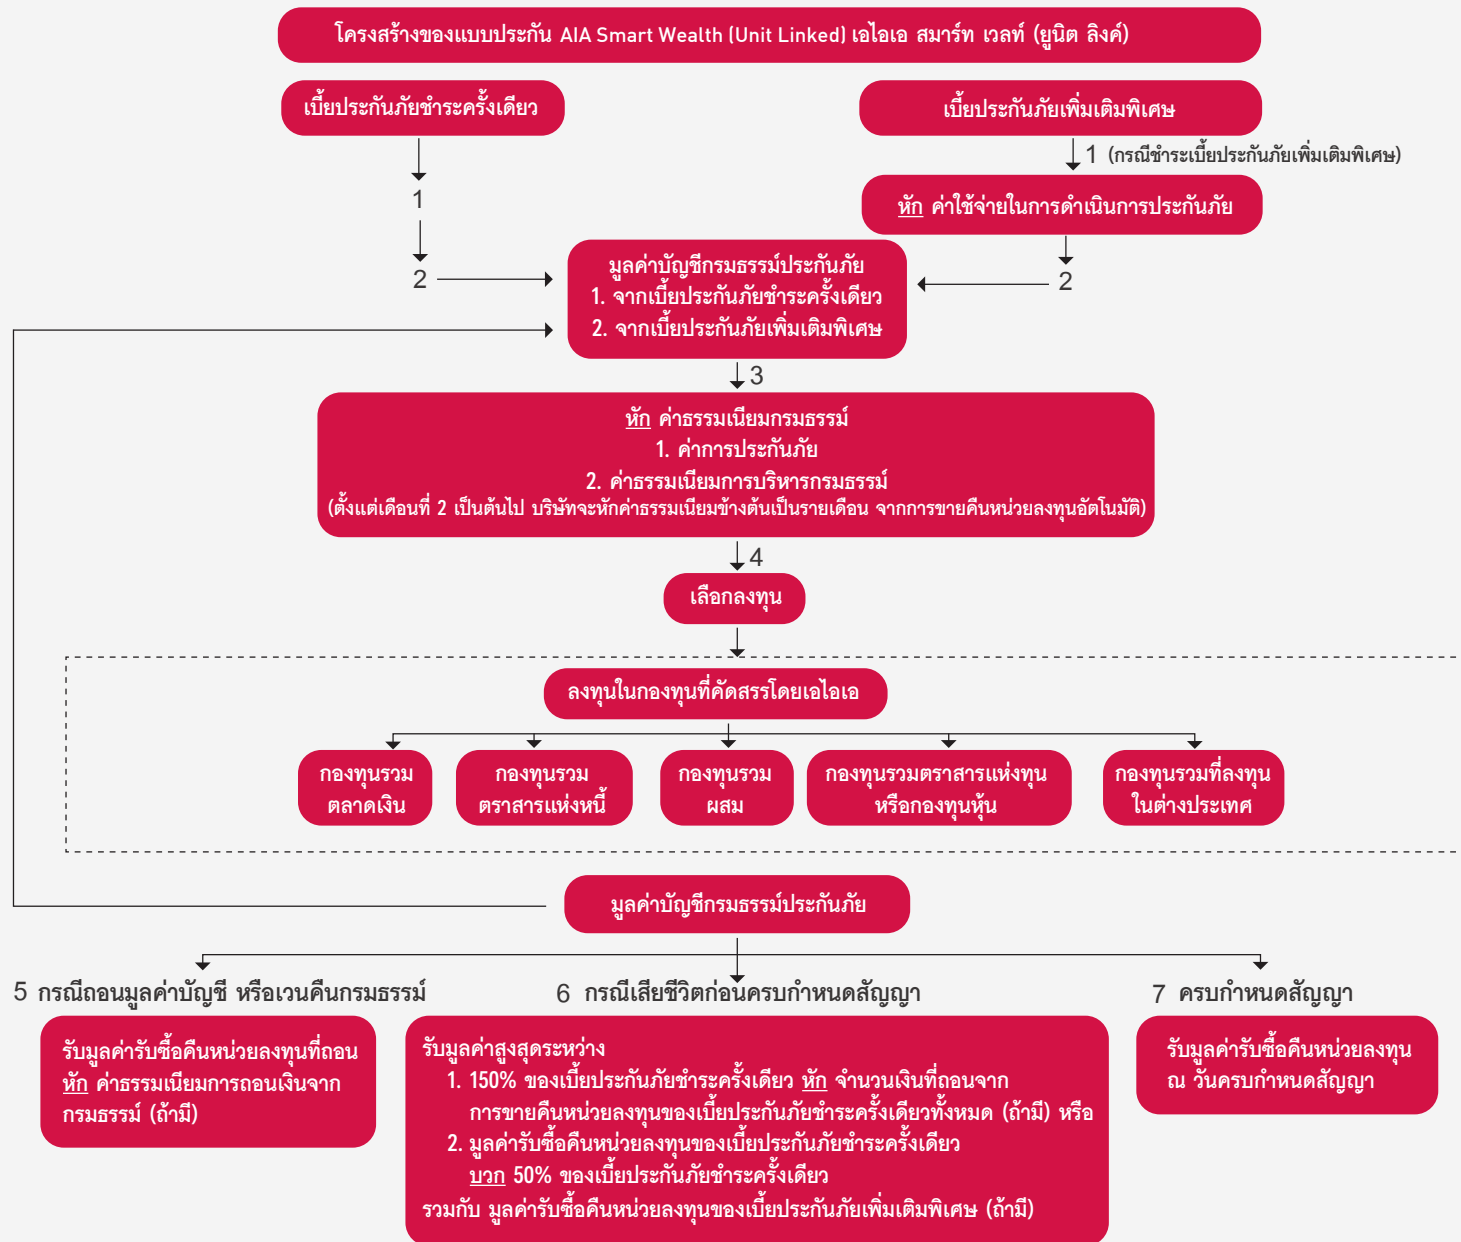 โครงสร้างของแบบประกัน AIA Smart Wealth (Unit Linked) เอไอเอ สมาร์ท เวลท์ (ยูนิต ลิงค์)
เบี้ยประกันภัยชำระครั้งเดียว
เบี้ยประกันภัยเพิ่มเติมพิเศษ
1 (กรณีชำระเบี้ยประกันภัยเพิ่มเติมพิเศษ)
1
หัก ค่าใช้จ่ายในการดำเนินการประกันภัย
2
2
มูลค่าบัญชีกรมธรรม์ประกันภัย
1. จากเบี้ยประกันภัยชำระครั้งเดียว
2. จากเบี้ยประกันภัยเพิ่มเติมพิเศษ
3
หัก ค่าธรรมเนียมกรมธรรม์
1. ค่าการประกันภัย
2. ค่าธรรมเนียมการบริหารกรมธรรม์
(ตั้งแต่เดือนที่ 2 เป็นต้นไป บริษัทจะหักค่าธรรมเนียมข้างต้นเป็นรายเดือน จากการขายคืนหน่วยลงทุนอัตโนมัติ)
4
เลือกลงทุน
ลงทุนในกองทุนที่คัดสรรโดยเอไอเอ
กองทุนรวม
ตลาดเงิน
กองทุนรวม
ตราสารแห่งหนี้
กองทุนรวม
ผสม
กองทุนรวมตราสารแห่งทุน
หรือกองทุนหุ้น
กองทุนรวมที่ลงทุน
ในต่างประเทศ
มูลค่าบัญชีกรมธรรม์ประกันภัย
5 กรณีถอนมูลค่าบัญชี หรือเวนคืนกรมธรรม์
รับมูลค่ารับซื้อคืนหน่วยลงทุนที่ถอน
หัก ค่าธรรมเนียมการถอนเงินจาก
กรมธรรม์ (ถ้ามี)
6 กรณีเสียชีวิตก่อนครบกำหนดสัญญา
รับมูลค่าสูงสุดระหว่าง
1. 150% ของเบี้ยประกันภัยชำระครั้งเดียว หัก จำนวนเงินที่ถอนจาก
การขายคืนหน่วยลงทุนของเบี้ยประกันภัยชำระครั้งเดียวทั้งหมด (ถ้ามี) หรือ
2. มูลค่ารับซื้อคืนหน่วยลงทุนของเบี้ยประกันภัยชำระครั้งเดียว
บวก 50% ของเบี้ยประกันภัยชำระครั้งเดียว
รวมกับ มูลค่ารับซื้อคืนหน่วยลงทุนของเบี้ยประกันภัยเพิ่มเติมพิเศษ (ถ้ามี)
7 ครบกำหนดสัญญา
รับมูลค่ารับซื้อคืนหน่วยลงทุน
ณ วันครบกำหนดสัญญา